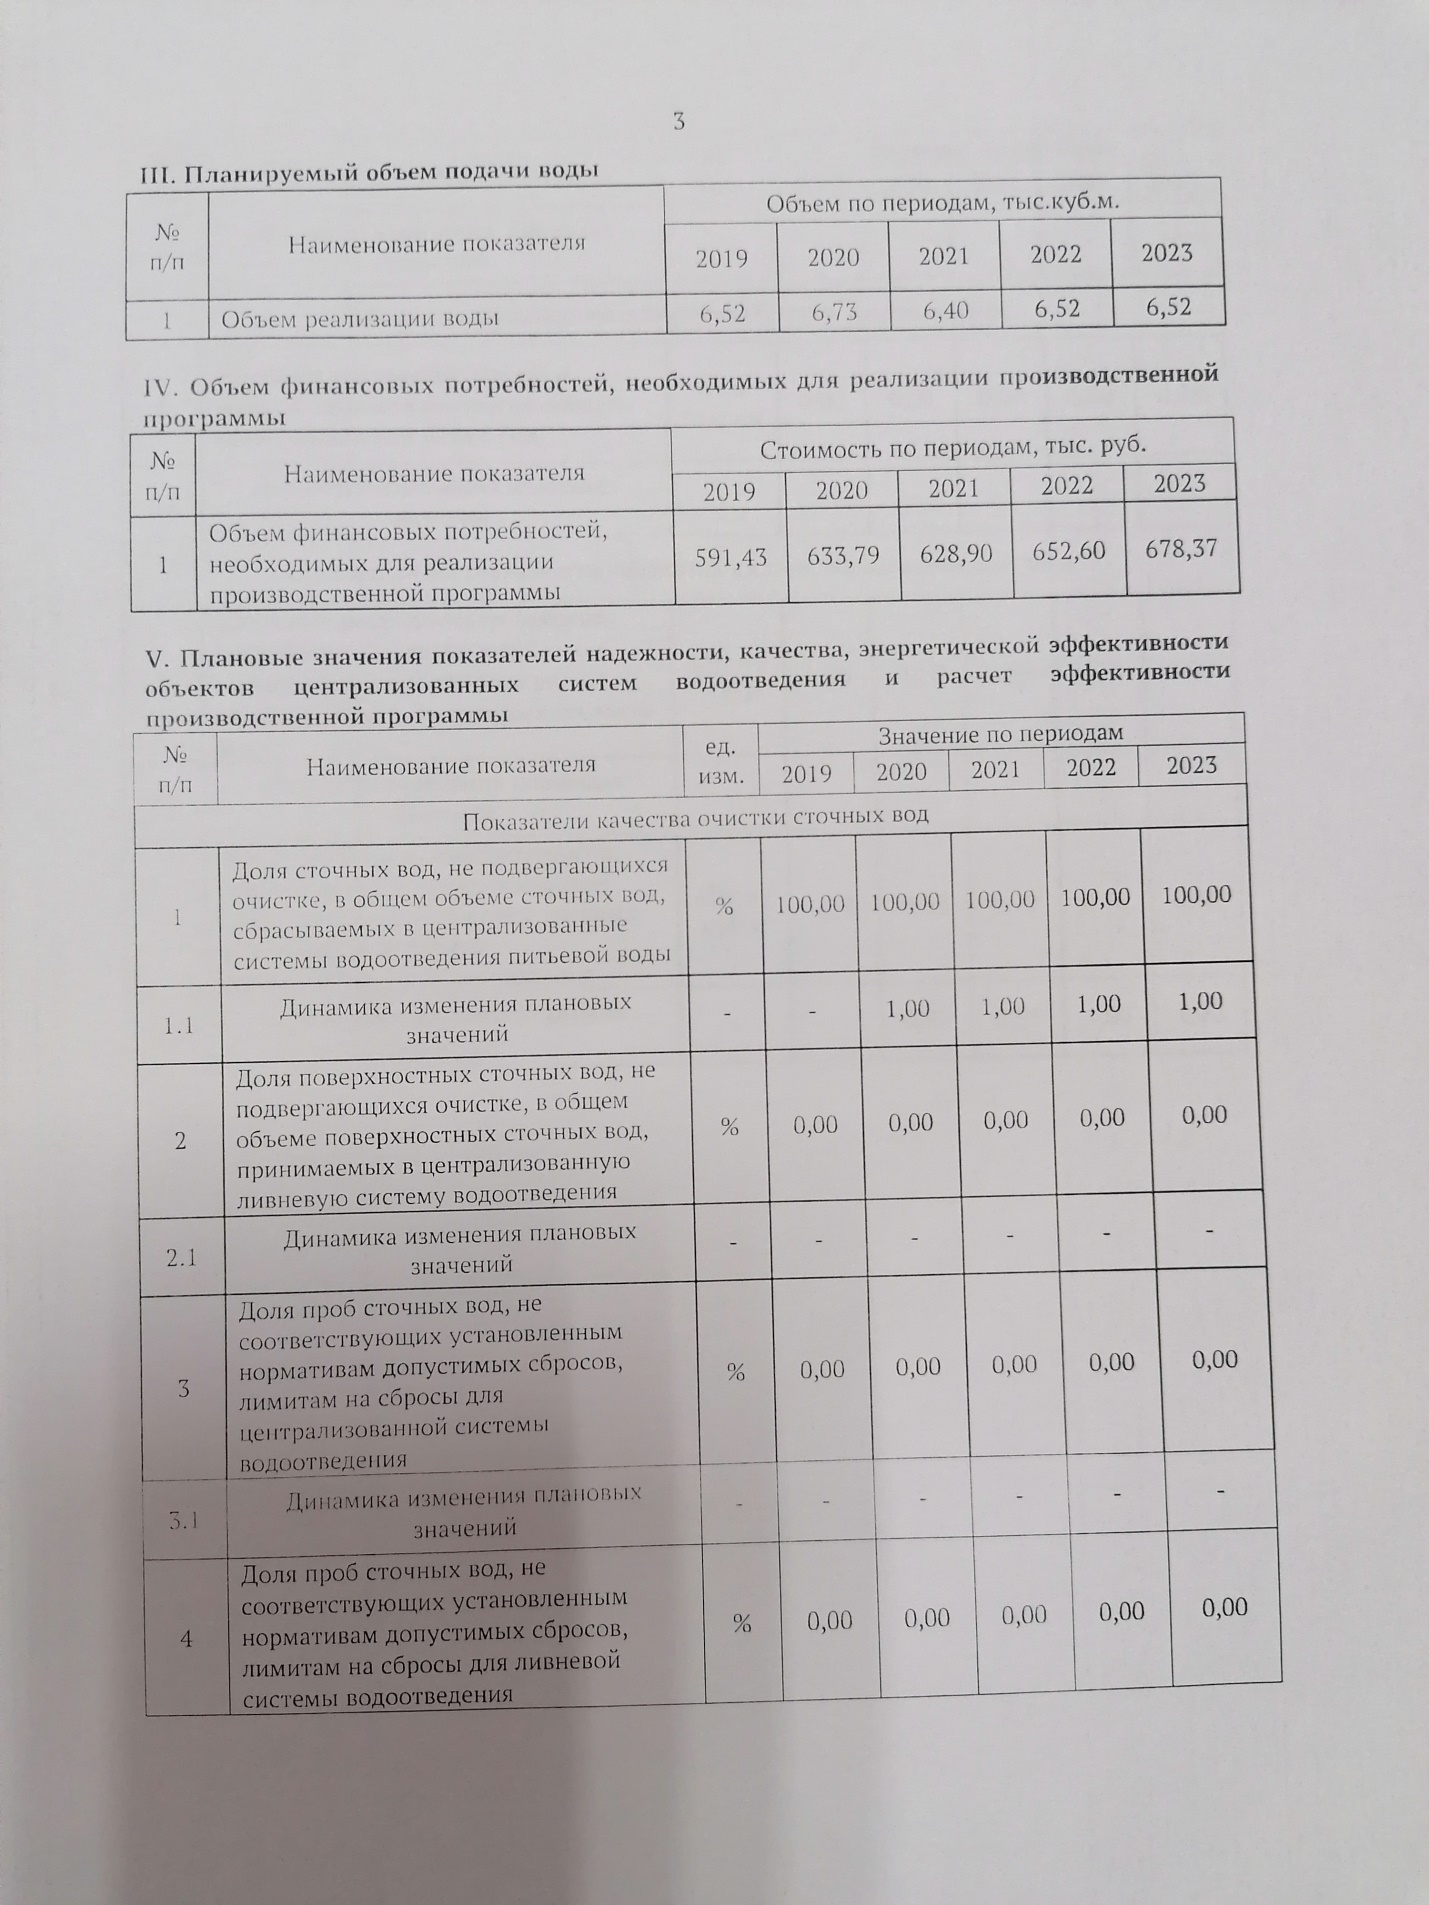 3
III. Планируемый объем подачи воды
№ п/п
Наименование показателя
Объем по периодам, тыс.куб.м.
2019 2020 2021 2022 2023
1 Объем реализации воды 6,52 6,73 6,40 6,52 6,52
IV. Объем финансовых потребностей, необходимых для реализации производственной
программы
№ п/п
Наименование показателя
Стоимость по периодам, тыс. руб.
2019 2020 2021 2022 2023
Объем финансовых потребностей,
1 необходимых для реализации 591,43 633,79 628,90 652,60 678,37
производственной программы
V. Плановые значения показателей надежности, качества, энергетической эффективности
объектов централизованных систем водоотведения и расчет эффективности
производственной программы
№ п/п
Наименование показателя
ед. изм.
Значение по периодам
2019 2020 2021 2022 2023
Показатели качества очистки сточных вод
Доля сточных вод, не подвергающихся
1 очистке, в общем объеме сточных вод, % 100,00 100,00 100,00 100,00 100,00
сбрасываемых в централизованные
системы водоотведения питьевой воды
1.1 Динамика изменения плановых - - 1,00 1,00 1,00 1,00
значений
Доля поверхностных сточных вод, не
подвергающихся очистке, в общем
2 объеме поверхностных сточных вод, % 0,00 0,00 0,00 0,00 0,00
принимаемых в централизованную
ливневую систему водоотведения
2.1 Динамика изменения плановых - - - - - -
значений
Доля проб сточных вод, не
соответствующих установленным
3 нормативам допустимых сбросов, % 0,00 0,00 0,00 0,00 0,00
лимитам на сбросы для
централизованной системы
водоотведения
3.1 Динамика изменения плановых - - - - - -
значений
Доля проб сточных вод, не
соответствующих установленным
4 нормативам допустимых сбросов, % 0,00 0,00 0,00 0,00 0,00
лимитам на сбросы для ливневой
системы водоотведения